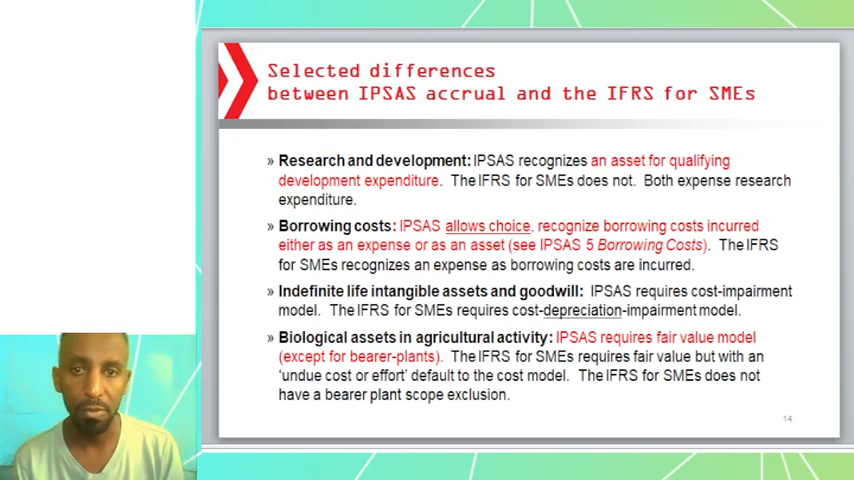 Selected differences
between IPSAS accrual and the IFRS for SMEs
» Research and development: IPSAS recognizes an asset for qualifying
development expenditure. The IFRS for SMEs does not. Both expense research
expenditure.
» Borrowing costs: IPSAS allows choice, recognize borrowing costs incurred
either as an expense or as an asset (see IPSAS 5 Borrowing Costs). The IFRS
for SMEs recognizes an expense as borrowing costs are incurred.
» Indefinite life intangible assets and goodwill: IPSAS requires cost-impairment
model. The IFRS for SMEs requires cost-depreciation-impairment model.
» Biological assets in agricultural activity: IPSAS requires fair value model
(except for bearer-plants). The IFRS for SMEs requires fair value but with an
‘undue cost or effort’ default to the cost model. The IFRS for SMEs does not
have a bearer plant scope exclusion.
14